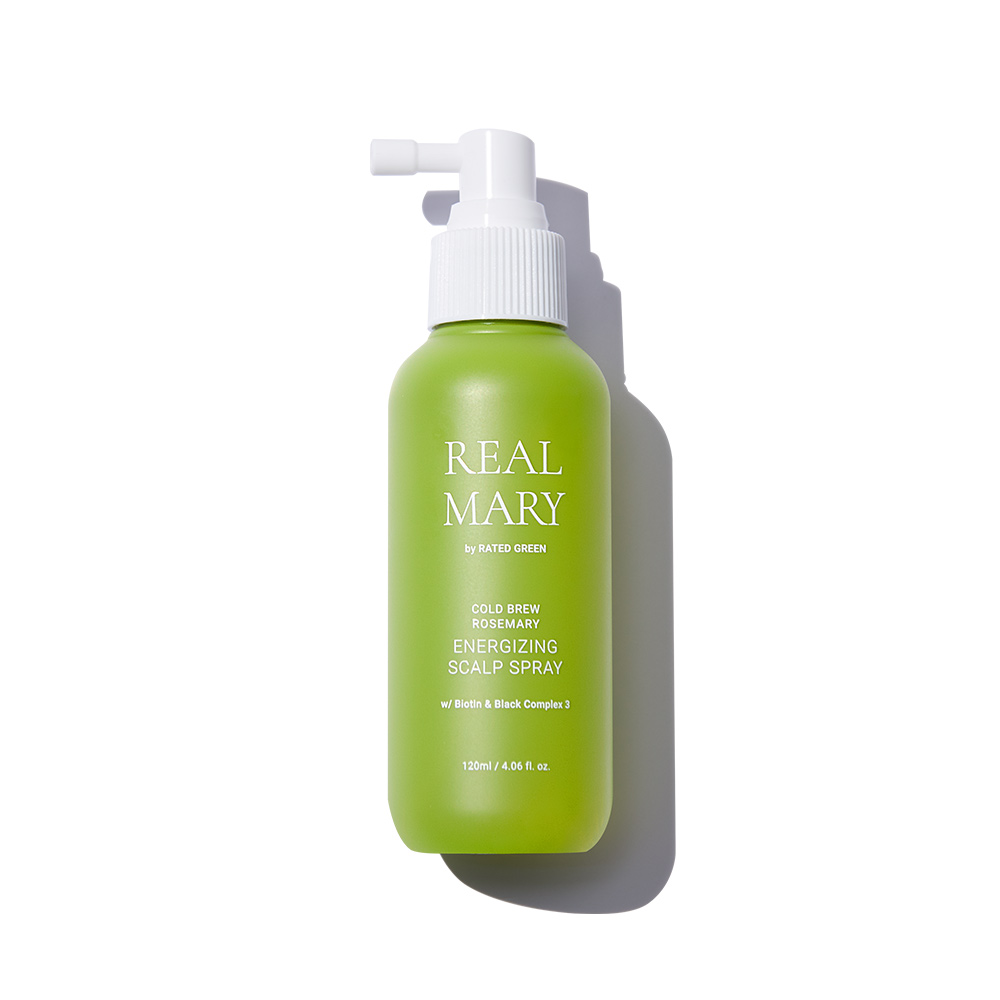 REAL
MARY
by RATED GREEN
COLD BREW
ROSEMARY
ENERGIZING
SCALP SPRAY
w/ Biotin & Black Complex 3
120ml / 4.06 fl. oz.